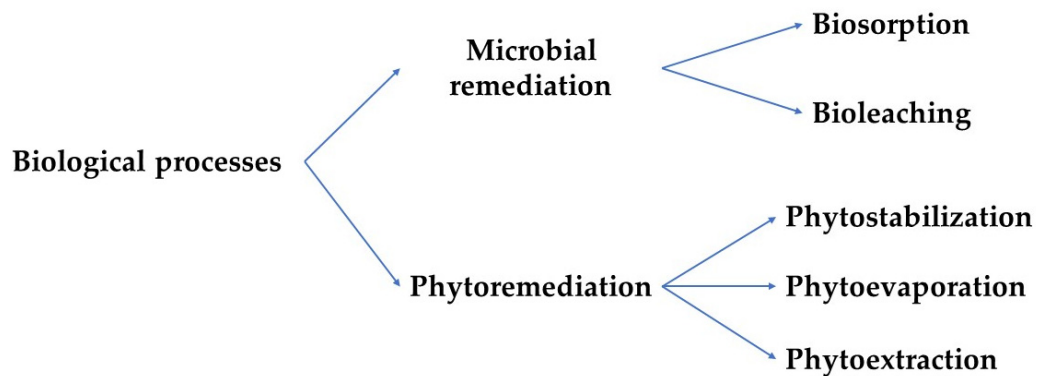 Biosorption
Microbial
remediation
Bioleaching
Biological processes
Phytostabilization
Phytoremediation
Phytoevaporation
Phytoextraction